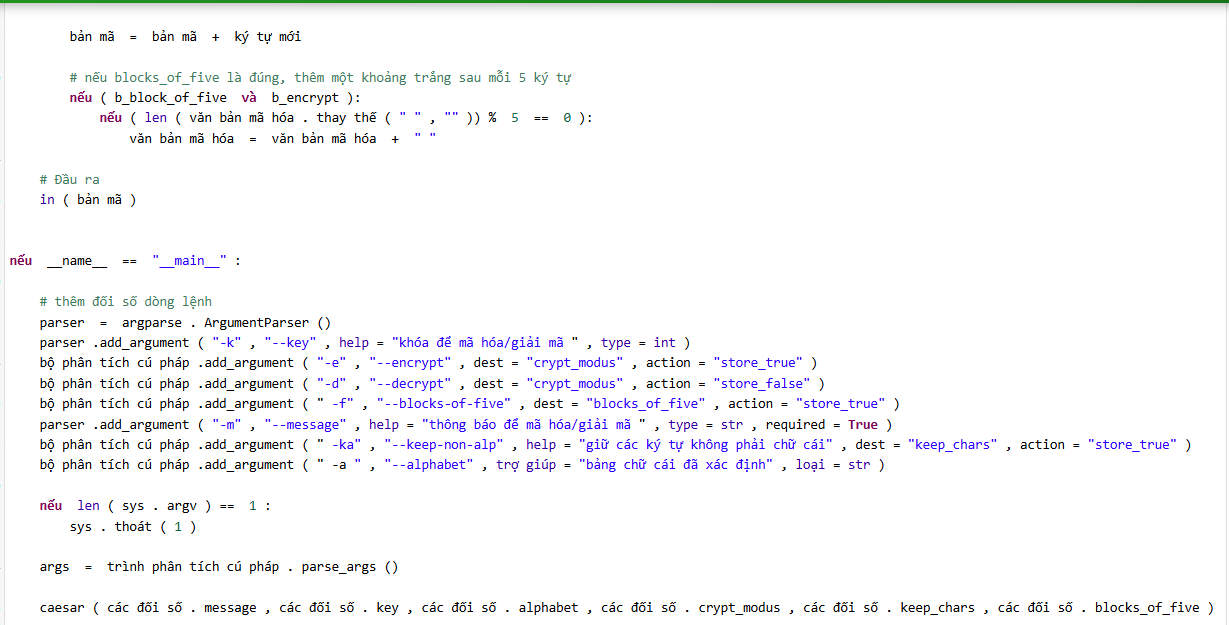 bản mã = bản mã + ký tự mới
# nếu blocks_of_five là đúng, thêm một khoảng trắng sau mỗi 5 ký tự
nếu ( b_block_of_five và b_encrypt ):
nếu ( len ( văn bản mã hóa . thay thế ( " " , "" )) % 5 == 0 ):
văn bản mã hóa = văn bản mã hóa + " "
# Đầu ra
in ( bản mã )
nếu __name__ == "__main__" :
# thêm đối số dòng lệnh
parser = argparse . ArgumentParser ()
parser .add_argument ( "-k" , "--key" , help = "khóa để mã hóa/giải mã " , type = int )
bộ phân tích cú pháp .add_argument ( "-e" , "--encrypt" , dest = "crypt_modus" , action = "store_true" )
bộ phân tích cú pháp .add_argument ( "-d" , "--decrypt" , dest = "crypt_modus" , action = "store_false" )
bộ phân tích cú pháp .add_argument ( " -f" , "--blocks-of-five" , dest = "blocks_of_five" , action = "store_true" )
parser .add_argument ( "-m" , "--message" , help = "thông báo để mã hóa/giải mã " , type = str , required = True )
bộ phân tích cú pháp .add_argument ( " -ka" , "--keep-non-alp" , help = "giữ các ký tự không phải chữ cái" , dest = "keep_chars" , action = "store_true" )
bộ phân tích cú pháp .add_argument ( " -a " , "--alphabet" , trợ giúp = "bảng chữ cái đã xác định" , loại = str )
nếu len ( sys . argv ) == 1 :
sys . thoát ( 1 )
args = trình phân tích cú pháp . parse_args ()
caesar ( các đối số . message , các đối số . key , các đối số . alphabet , các đối số . crypt_modus , các đối số . keep_chars , các đối số . blocks_of_five )